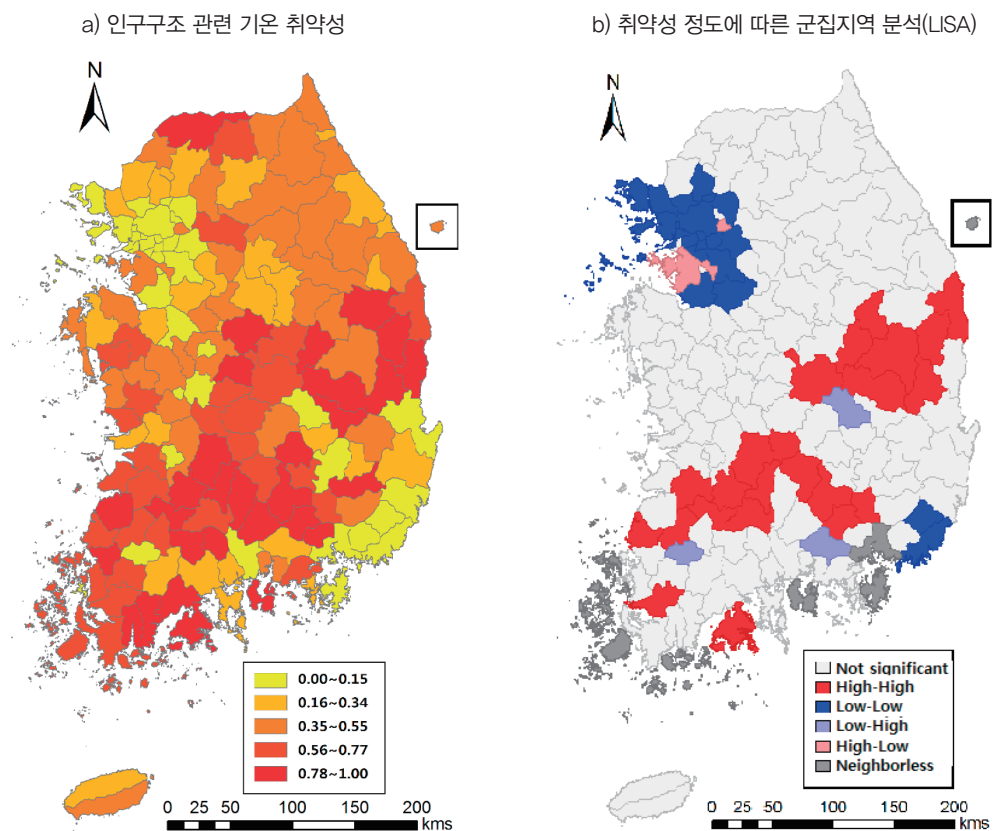 a) 인구구조 관련 기온 취약성
b) 취약성 정도에 따른 군집지역 분석(LISA)
N
N
0.00~0.15
0.16~0.34
0.35~0.55
0.56~0.77
0.78~1.00
Not significant
High-High
Low-Low
Low-High
High-Low
Neighborless
0 25 50 100 150 200
kms
0 25 50 100 150 200
kms